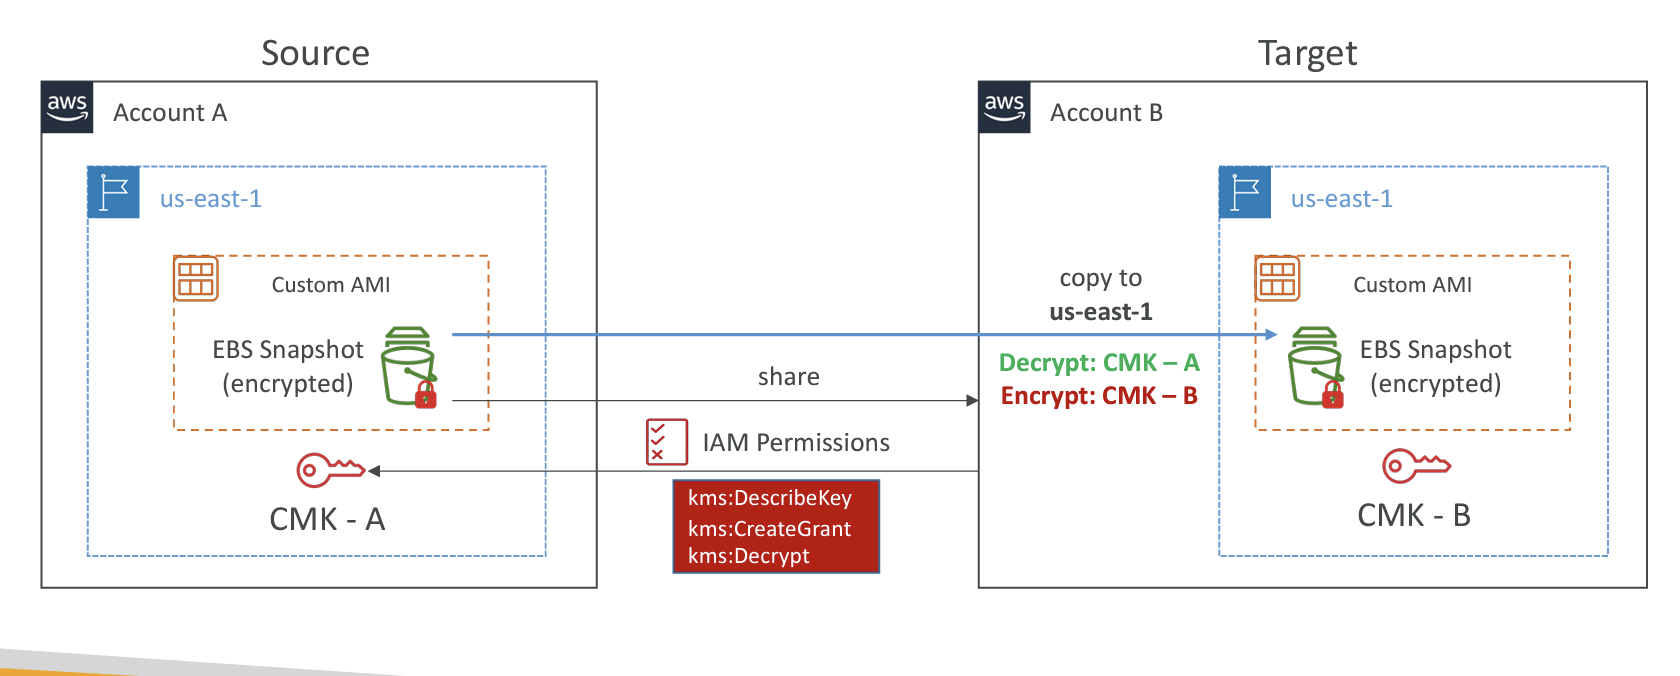 Source
Target
aws
Account A
aws
Account B
us-east-1
us-east-1
Custom AMI
EBS Snapshot
(encrypted)
copy to
us-east-1
Decrypt: CMK – A
Encrypt: CMK – B
Custom AMI
EBS Snapshot
(encrypted)
share
IAM Permissions
kms:DescribeKey
kms:CreateGrant
kms:Decrypt
CMK - A
CMK - B